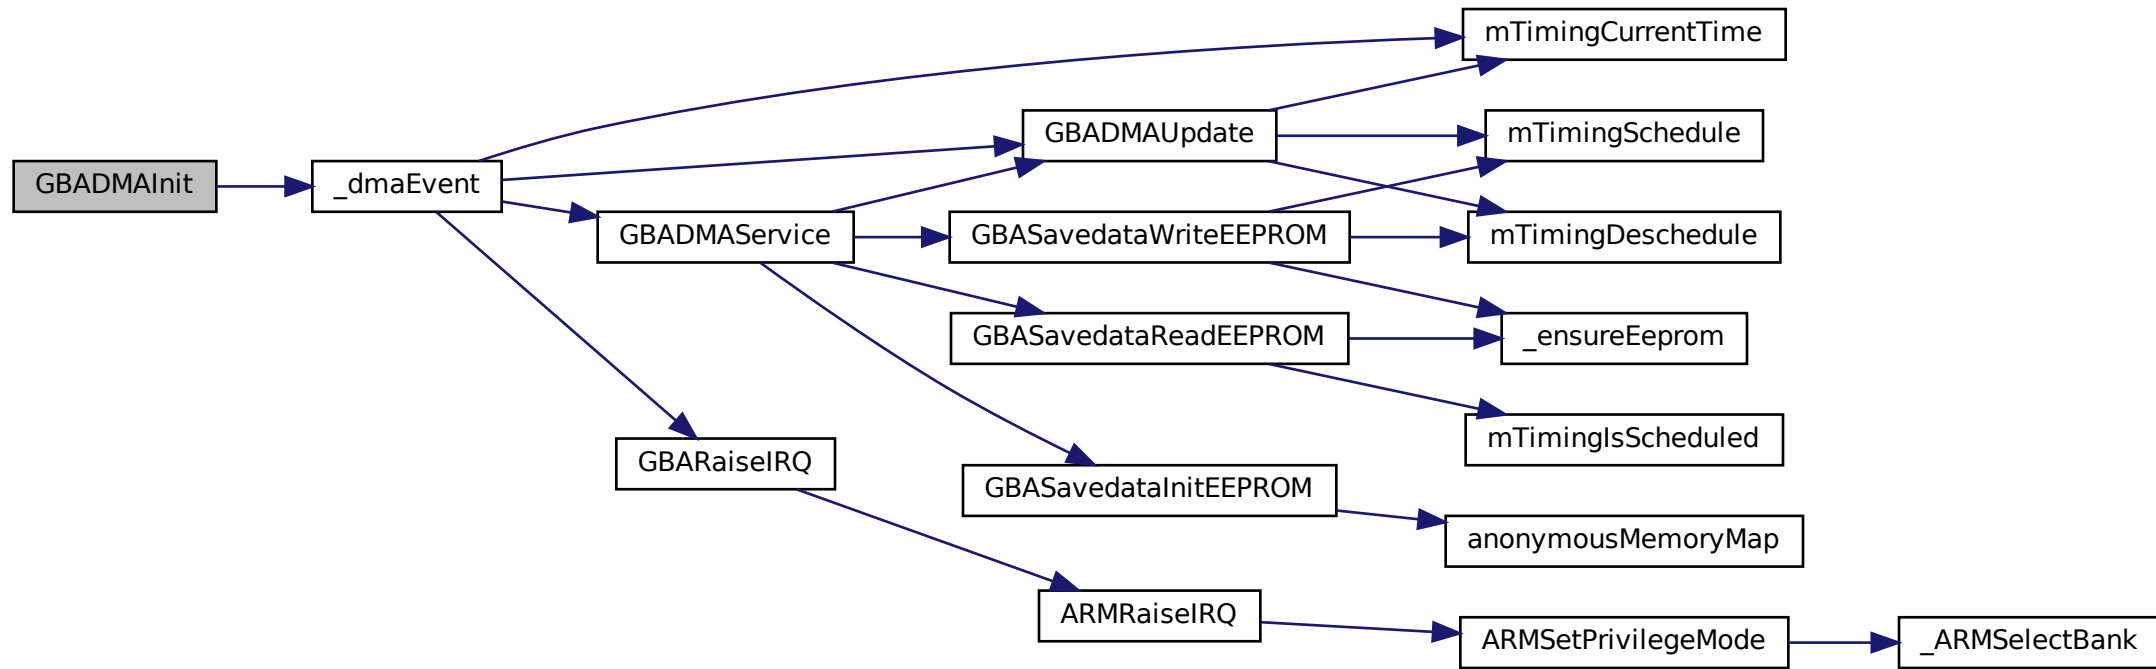 GBADMAInit
_dmaEvent
mTimingCurrentTime
GBADMAUpdate
mTimingSchedule
GBADMAService
GBASavedataWriteEEPROM
mTimingDeschedule
GBASavedataReadEEPROM
_ensureEeprom
mTimingIsScheduled
GBARaiseIRQ
GBASavedataInitEEPROM
anonymousMemoryMap
ARMRaiseIRQ
ARMSetPrivilegeMode
_ARMSelectBank